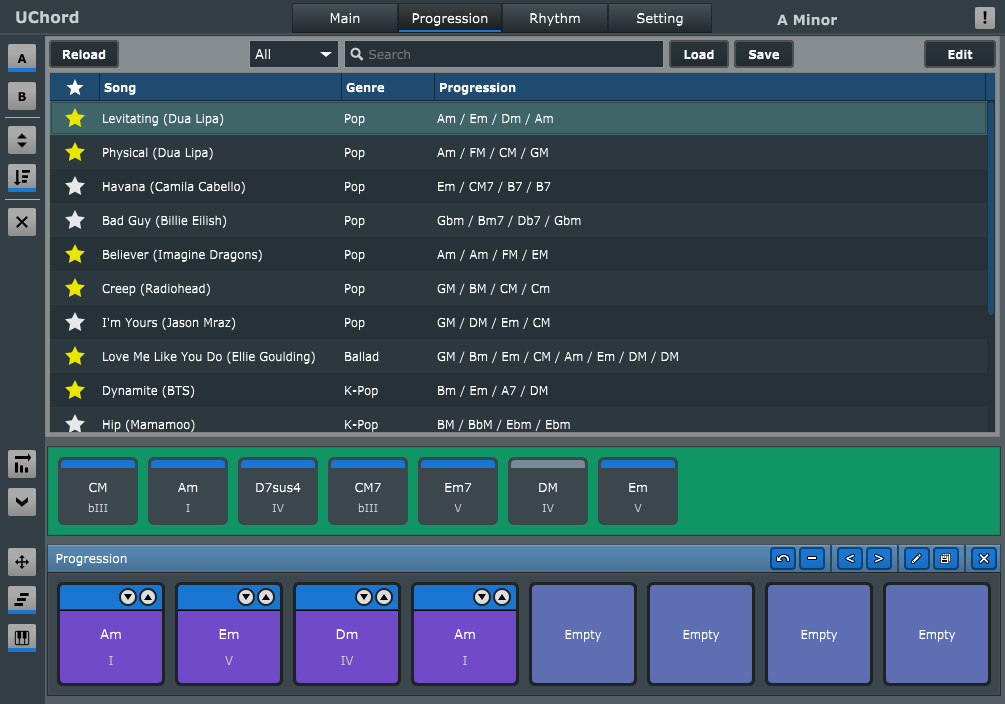 UChord Main Progression Rhythm Setting A Minor !
A
B
Reload All Search Load Save Edit
Song Genre Progression
Levitating (Dua Lipa) Pop Am / Em / Dm / Am
Physical (Dua Lipa) Pop Am / FM / CM / GM
Havana (Camila Cabello) Pop Em / CM7 / B7 / B7
Bad Guy (Billie Eilish) Pop Gbm / Bm7 / Db7 / Gbm
Believer (Imagine Dragons) Pop Am / Am / FM / EM
Creep (Radiohead) Pop GM / BM / CM / Cm
I'm Yours (Jason Mraz) Pop GM / DM / Em / CM
Love Me Like You Do (Ellie Goulding) Ballad GM / Bm / Em / CM / Am / Em / DM / DM
Dynamite (BTS) K-Pop Bm / Em / A7 / DM
Hip (Mamamoo) K-Pop BM / BbM / Ebm / Ebm
CM Am D7sus4 CM7 Em7 DM Em
bIII I IV bIII V IV V
Progression < >
Am Em Dm Am Empty Empty Empty Empty
I V IV I